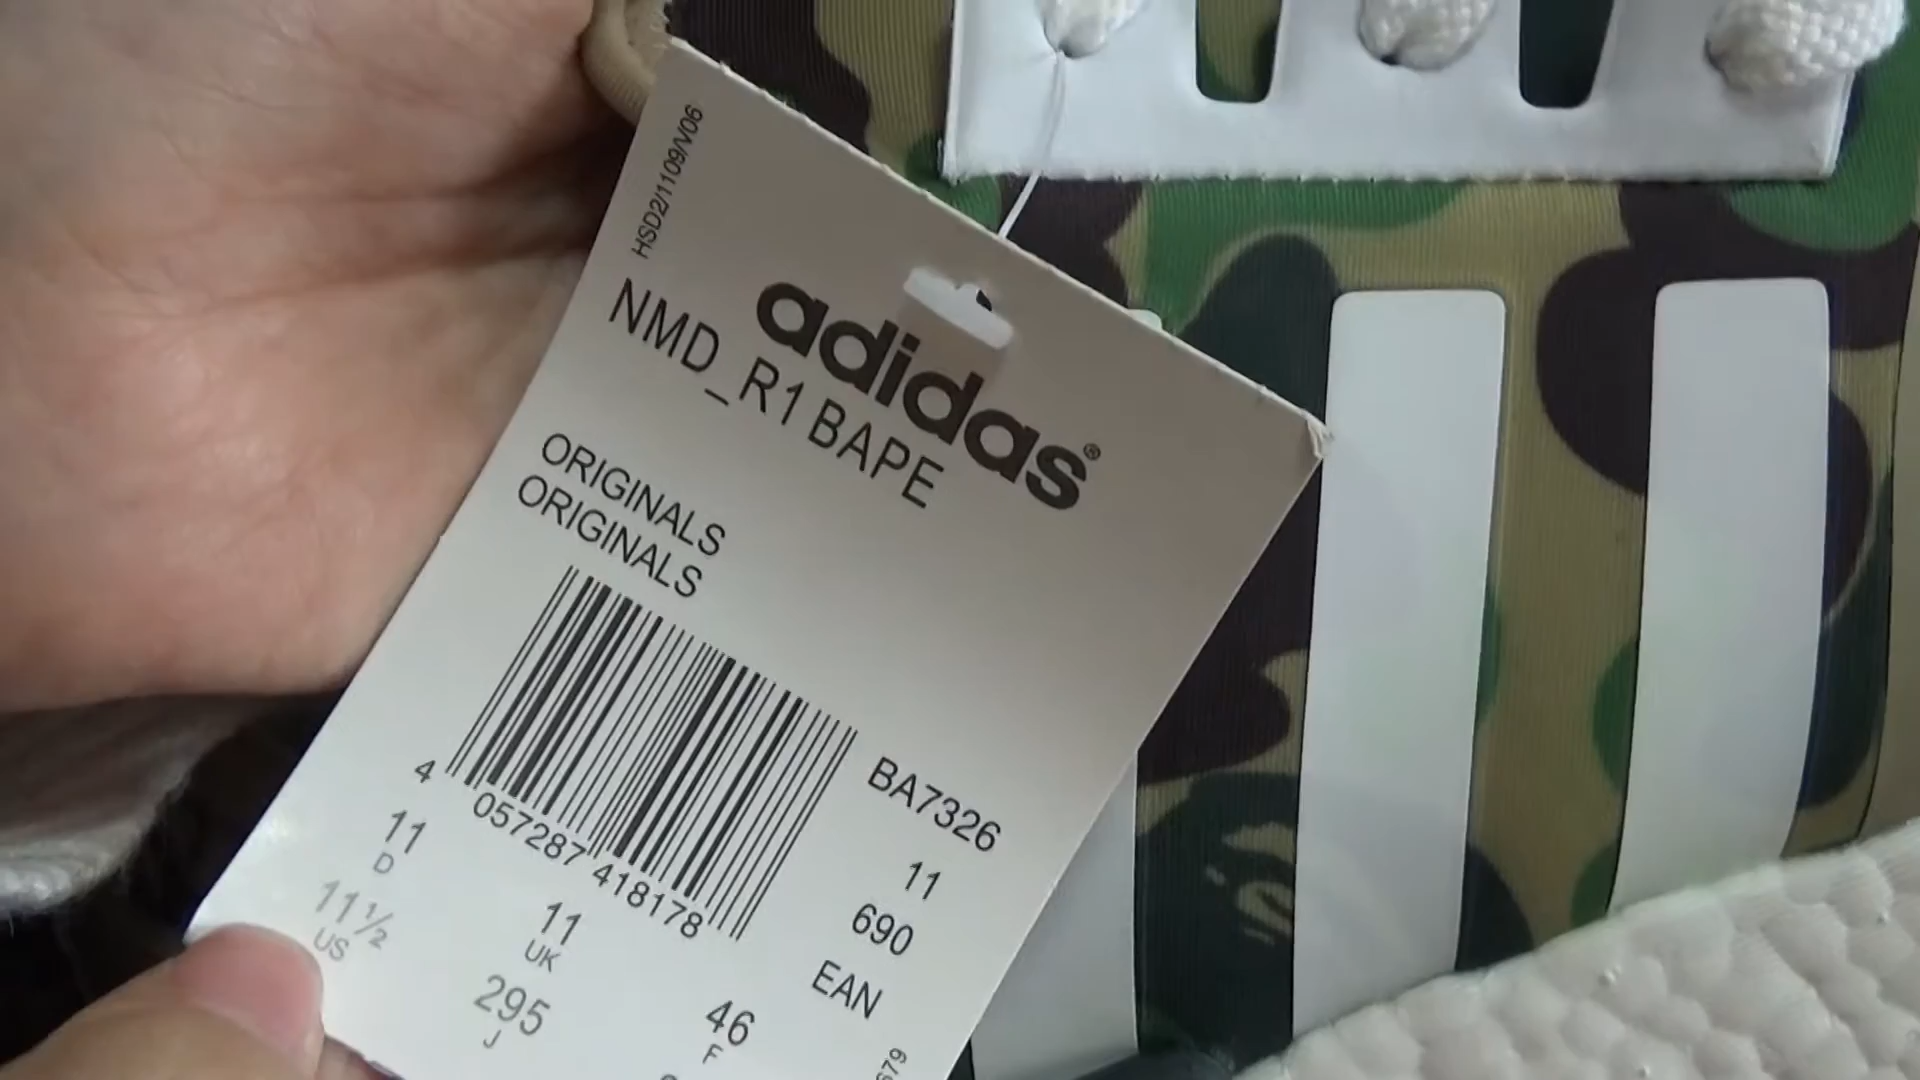 HSD2/1109/V06
adidas®
NMD_R1 BAPE
ORIGINALS
ORIGINALS
4 057287 418178
BA7326
11
690
EAN
11
D
11½
US
11
UK
295
J
46
F
679